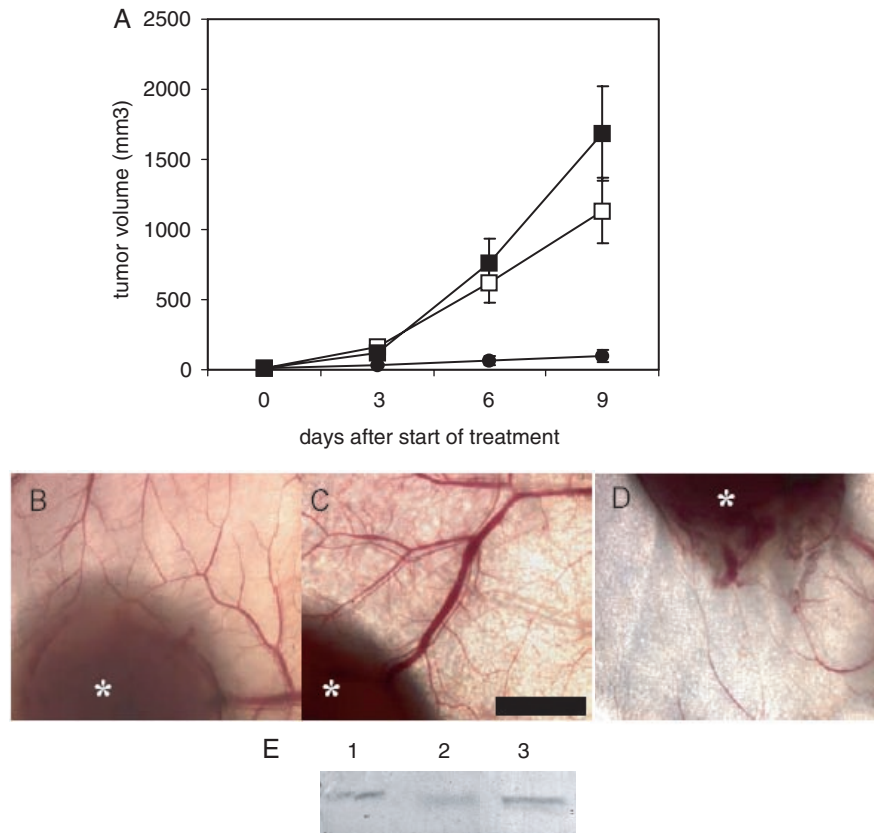 A
2500
2000
1500
1000
500
0
tumor volume (mm3)
0 3 6 9
days after start of treatment
B C D
* * *
E 1 2 3